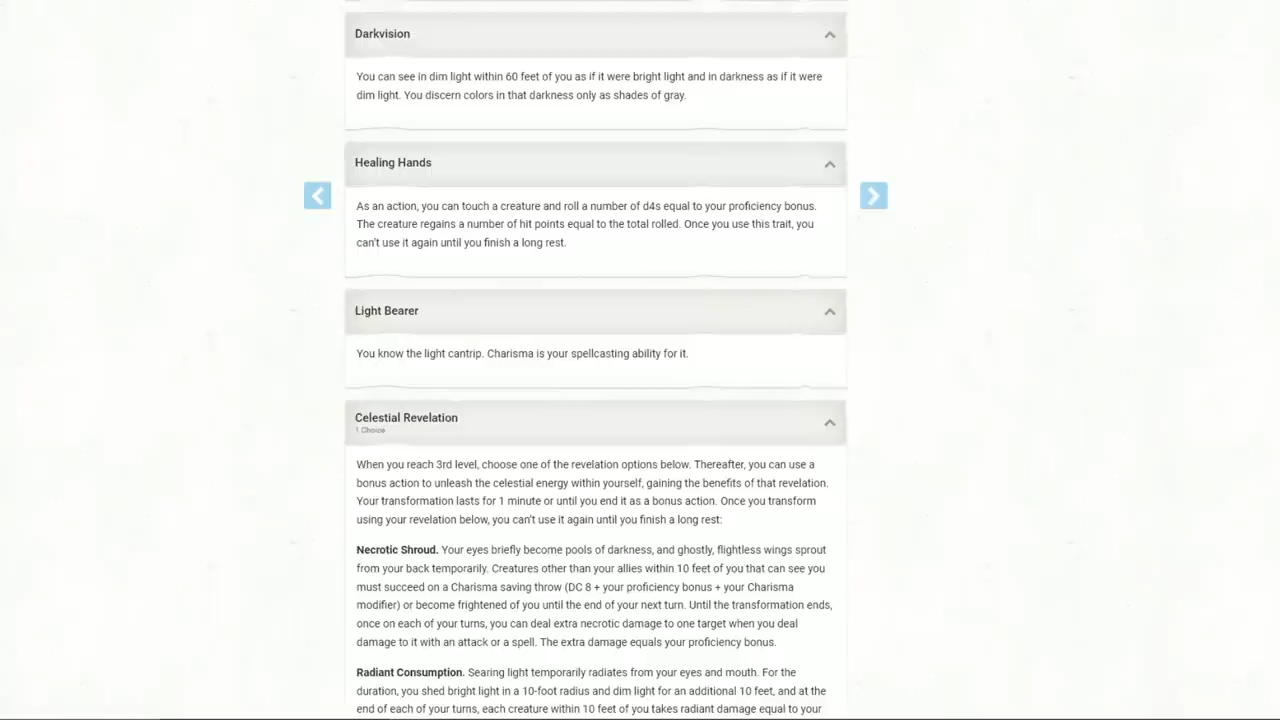 Darkvision
You can see in dim light within 60 feet of you as if it were bright light and in darkness as if it were
dim light. You discern colors in that darkness only as shades of gray.
Healing Hands
As an action, you can touch a creature and roll a number of d4s equal to your proficiency bonus.
The creature regains a number of hit points equal to the total rolled. Once you use this trait, you
can't use it again until you finish a long rest.
Light Bearer
You know the light cantrip. Charisma is your spellcasting ability for it.
Celestial Revelation
1 Choice
When you reach 3rd level, choose one of the revelation options below. Thereafter, you can use a
bonus action to unleash the celestial energy within yourself, gaining the benefits of that revelation.
Your transformation lasts for 1 minute or until you end it as a bonus action. Once you transform
using your revelation below, you can't use it again until you finish a long rest:
Necrotic Shroud. Your eyes briefly become pools of darkness, and ghostly, flightless wings sprout
from your back temporarily. Creatures other than your allies within 10 feet of you that can see you
must succeed on a Charisma saving throw (DC 8 + your proficiency bonus + your Charisma
modifier) or become frightened of you until the end of your next turn. Until the transformation ends,
once on each of your turns, you can deal extra necrotic damage to one target when you deal
damage to it with an attack or a spell. The extra damage equals your proficiency bonus.
Radiant Consumption. Searing light temporarily radiates from your eyes and mouth. For the
duration, you shed bright light in a 10-foot radius and dim light for an additional 10 feet, and at the
end of each of your turns, each creature within 10 feet of you takes radiant damage equal to your